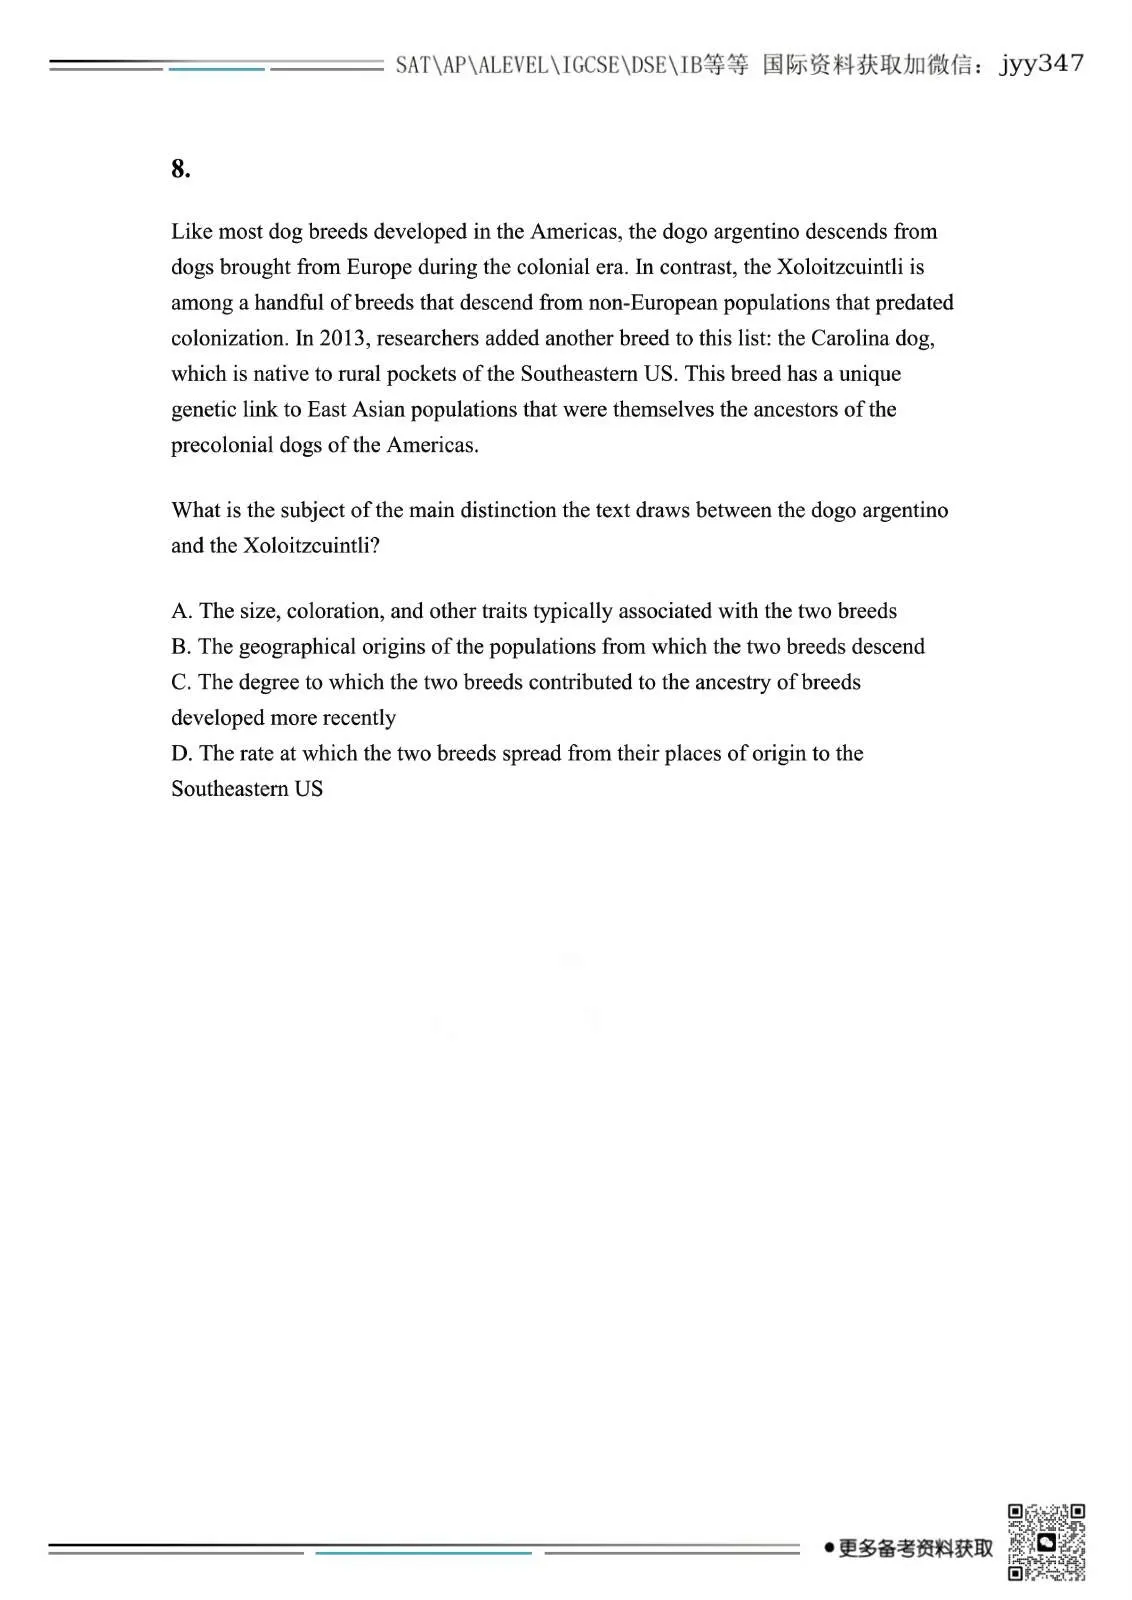 SAT\AP\ALEVEL\IGCSE\DSE\IB等等 国际资料获取加微信: jyy347
8.
Like most dog breeds developed in the Americas, the dogo argentino descends from
dogs brought from Europe during the colonial era. In contrast, the Xoloitzcuintli is
among a handful of breeds that descend from non-European populations that predated
colonization. In 2013, researchers added another breed to this list: the Carolina dog,
which is native to rural pockets of the Southeastern US. This breed has a unique
genetic link to East Asian populations that were themselves the ancestors of the
precolonial dogs of the Americas.
What is the subject of the main distinction the text draws between the dogo argentino
and the Xoloitzcuintli?
A. The size, coloration, and other traits typically associated with the two breeds
B. The geographical origins of the populations from which the two breeds descend
C. The degree to which the two breeds contributed to the ancestry of breeds
developed more recently
D. The rate at which the two breeds spread from their places of origin to the
Southeastern US
●更多备考资料获取